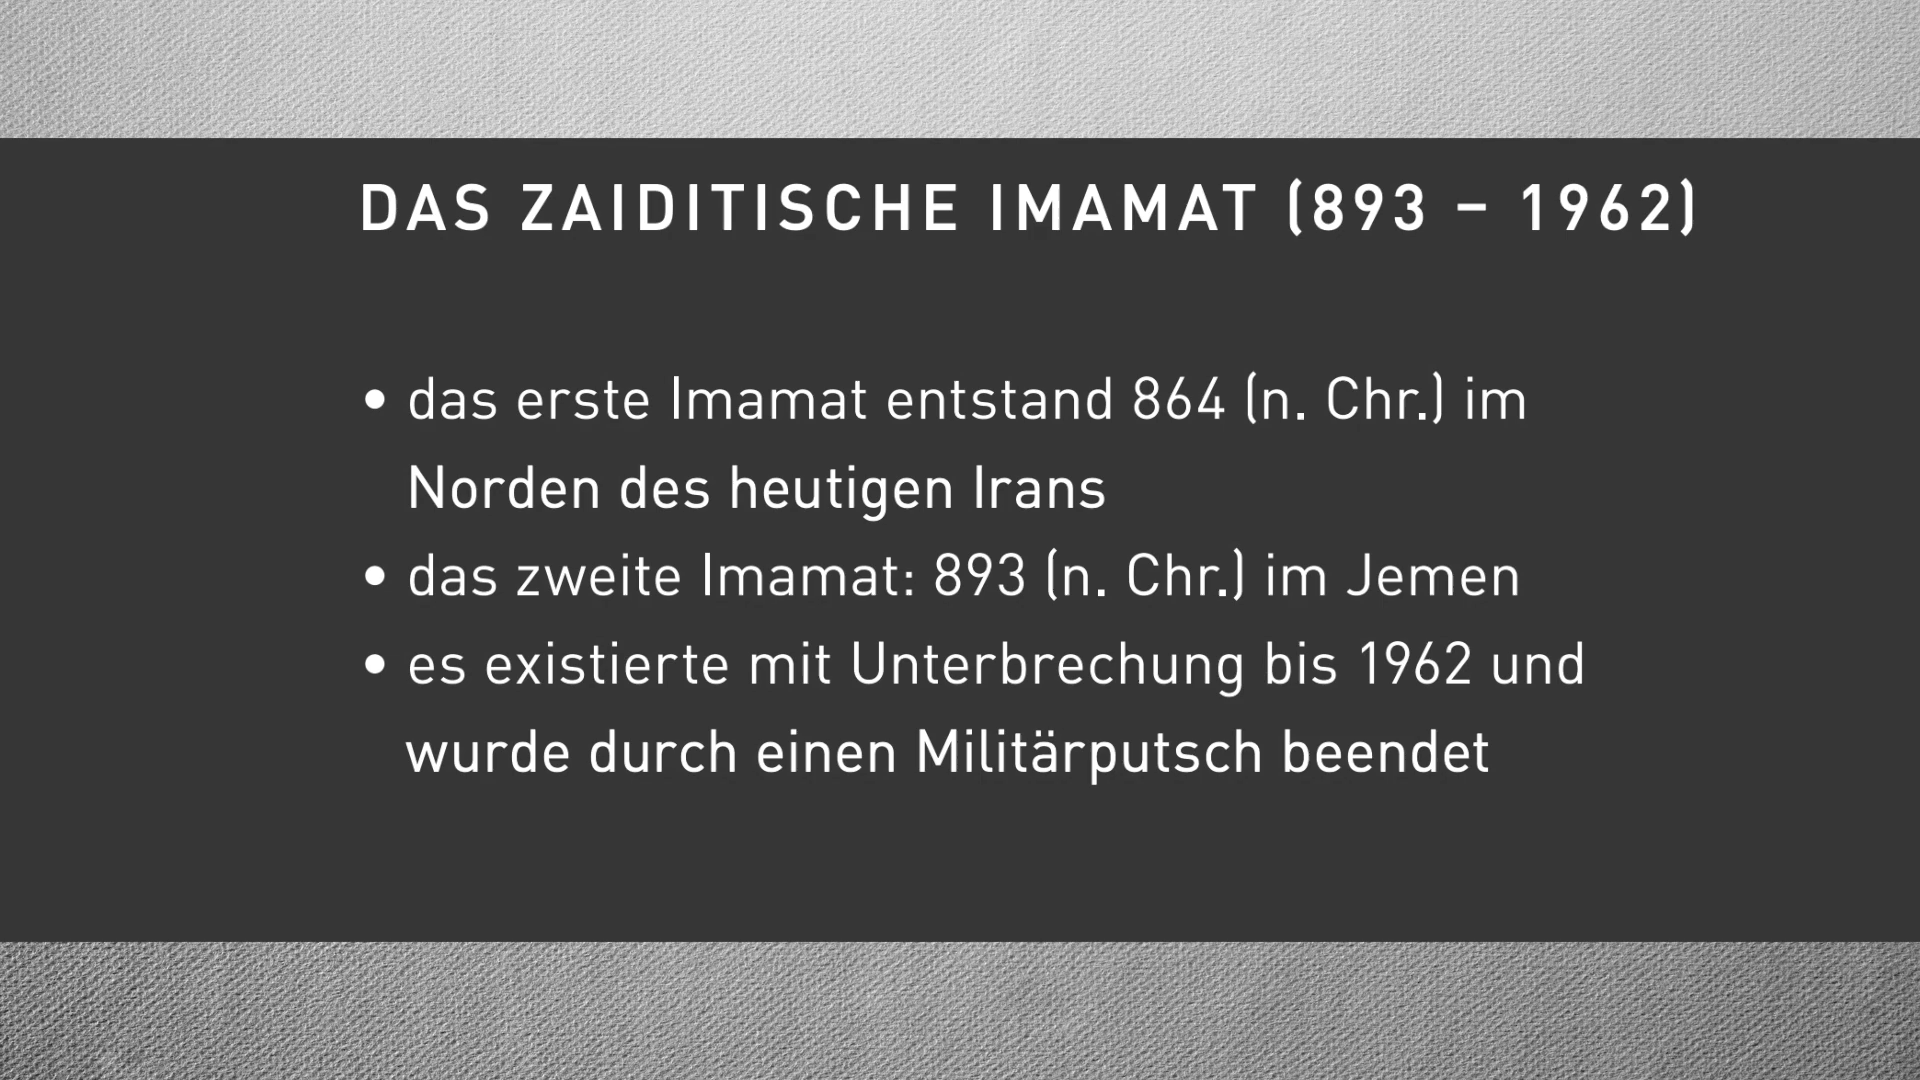 DAS ZAIDITISCHE IMAMAT (893 – 1962)
• das erste Imamat entstand 864 (n. Chr.) im
Norden des heutigen Irans
• das zweite Imamat: 893 (n. Chr.) im Jemen
• es existierte mit Unterbrechung bis 1962 und
wurde durch einen Militärputsch beendet